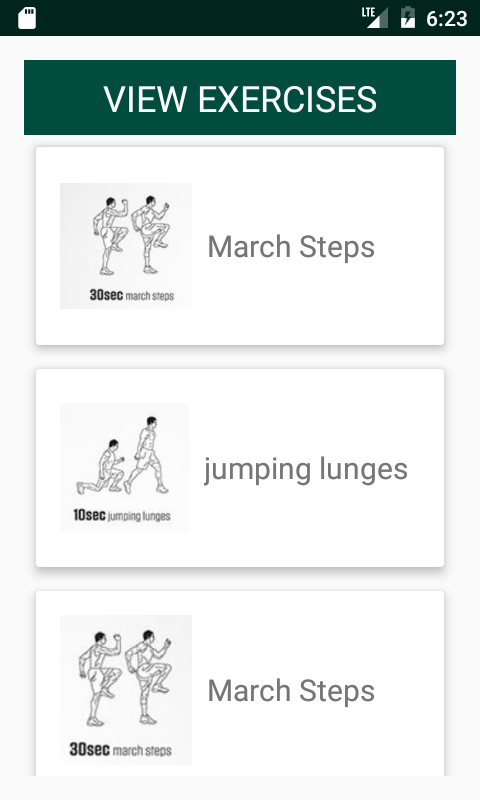 LTE 6:23
VIEW EXERCISES
30sec march steps
March Steps
10sec jumping lunges
jumping lunges
30sec march steps
March Steps